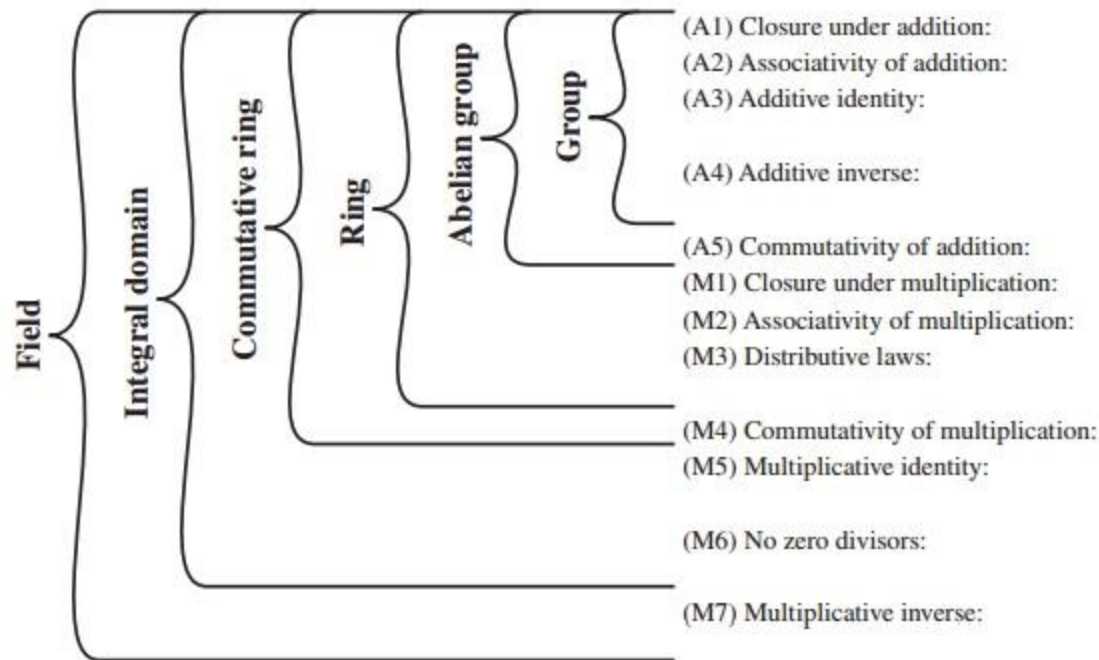 Field
Integral domain
Commutative ring
Ring
Abelian group
Group
(A1) Closure under addition:
(A2) Associativity of addition:
(A3) Additive identity:
(A4) Additive inverse:
(A5) Commutativity of addition:
(M1) Closure under multiplication:
(M2) Associativity of multiplication:
(M3) Distributive laws:
(M4) Commutativity of multiplication:
(M5) Multiplicative identity:
(M6) No zero divisors:
(M7) Multiplicative inverse: